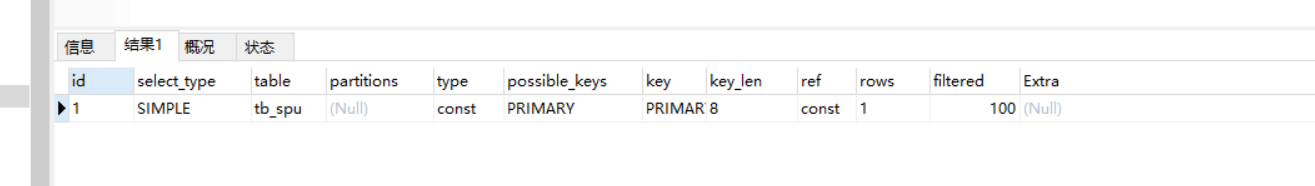 信息 结果1 概况 状态
id select_type table partitions type possible_keys key key_len ref rows filtered Extra
1 SIMPLE tb_spu (Null) const PRIMARY PRIMAR 8 const 1 100 (Null)